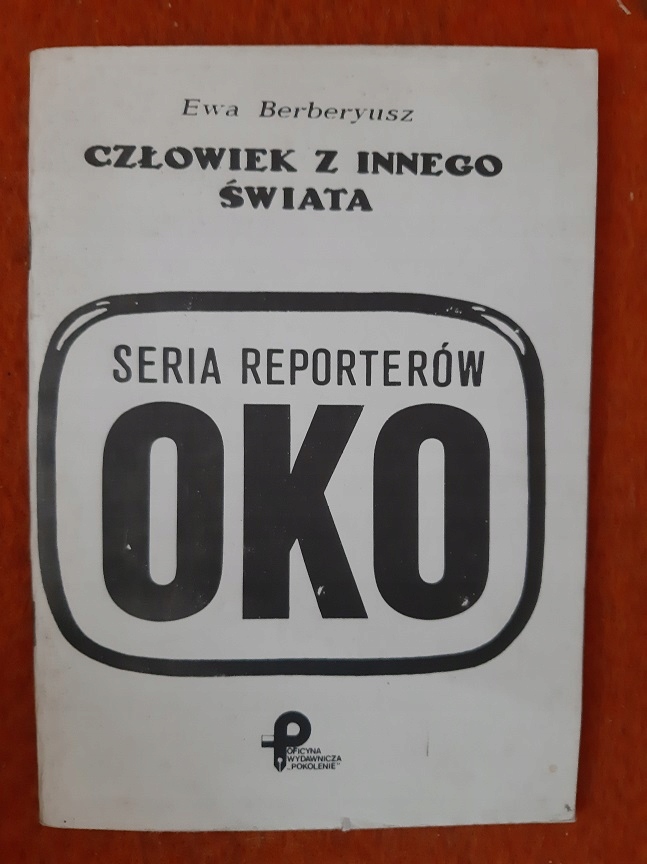 Ewa Berberyusz
CZŁOWIEK Z INNEGO
ŚWIATA
SERIA REPORTERÓW
OKO
P
OFICYNA
WYDAWNICZA
„POKOLENIE”